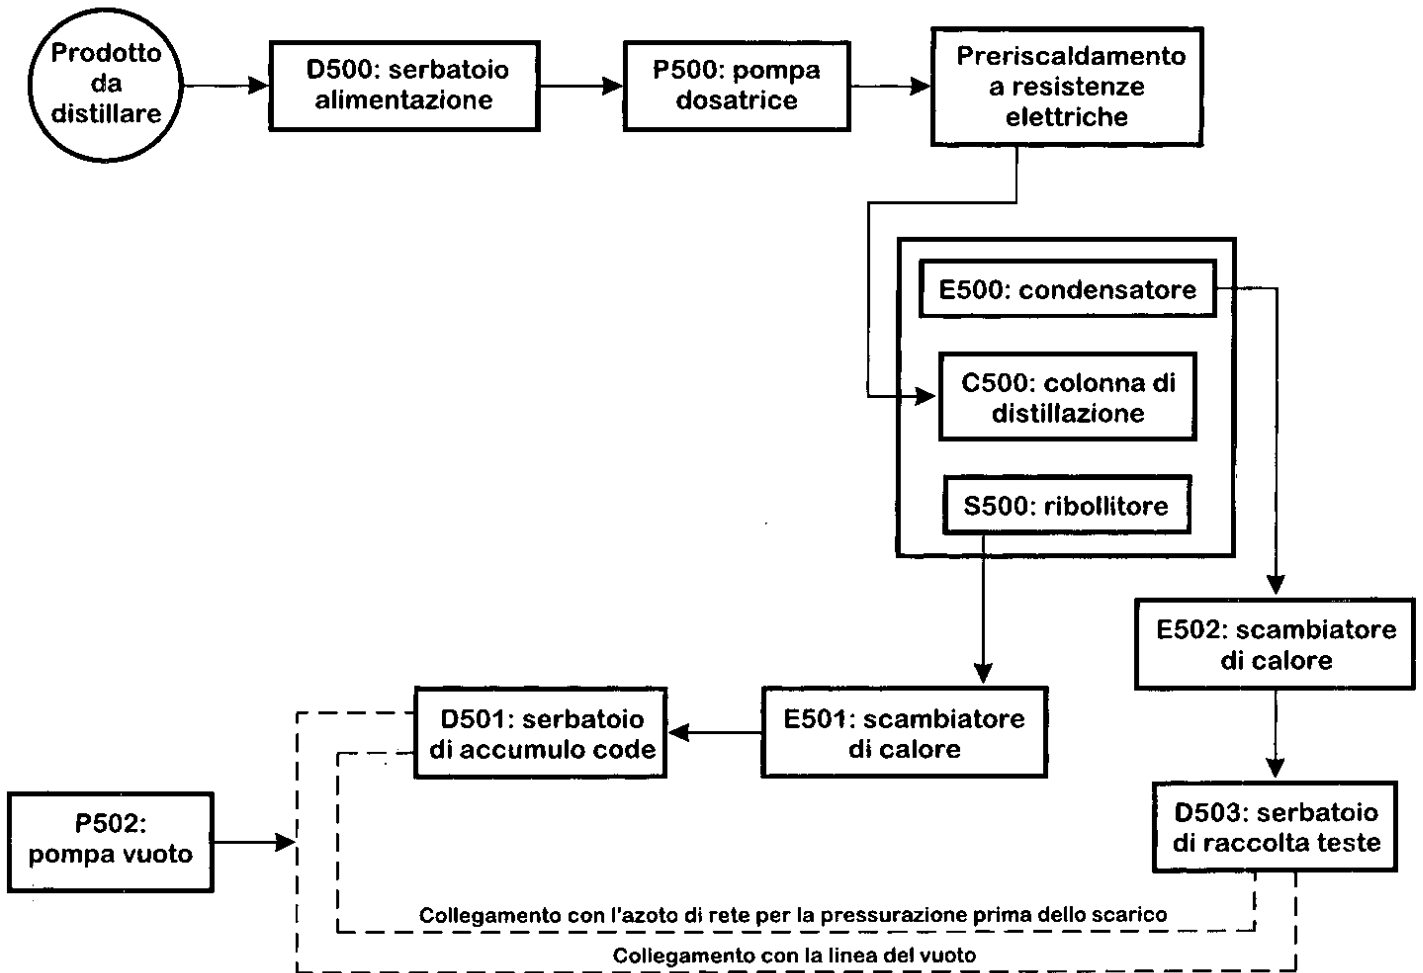 Prodotto
da
distillare
D500: serbatoio
alimentazione
P500: pompa
dosatrice
Preriscaldamento
a resistenze
elettriche
E500: condensatore
C500: colonna di
distillazione
S500: ribollitore
E502: scambiatore
di calore
D501: serbatoio
di accumulo code
E501: scambiatore
di calore
D503: serbatoio
di raccolta teste
P502:
pompa vuoto
Collegamento con l'azoto di rete per la pressurazione prima dello scarico
Collegamento con la linea del vuoto